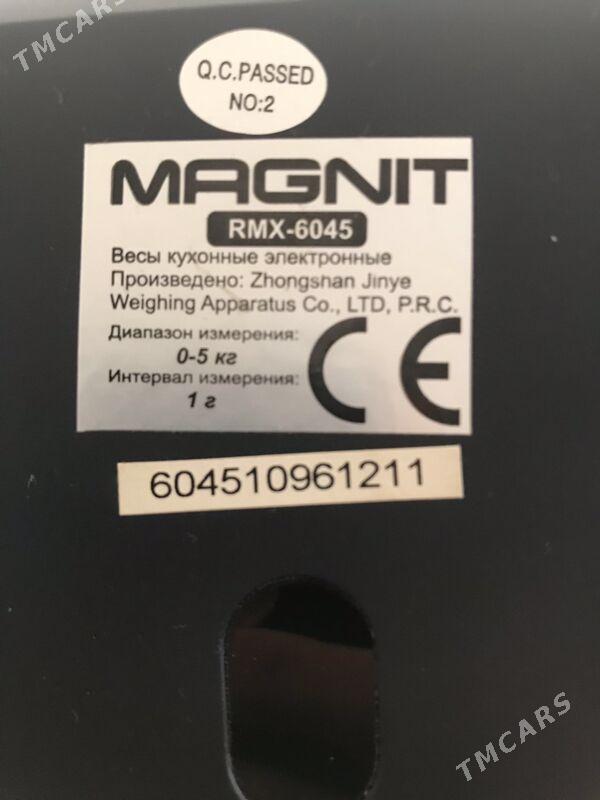 TMCARS
Q.C.PASSED
NO:2
MAGNIT
RMX-6045
Весы кухонные электронные
Произведено: Zhongshan Jinye
Weighing Apparatus Co., LTD, P.R.C.
Диапазон измерения:
0-5 кг
Интервал измерения:
1 г
CE
604510961211
TMCARS